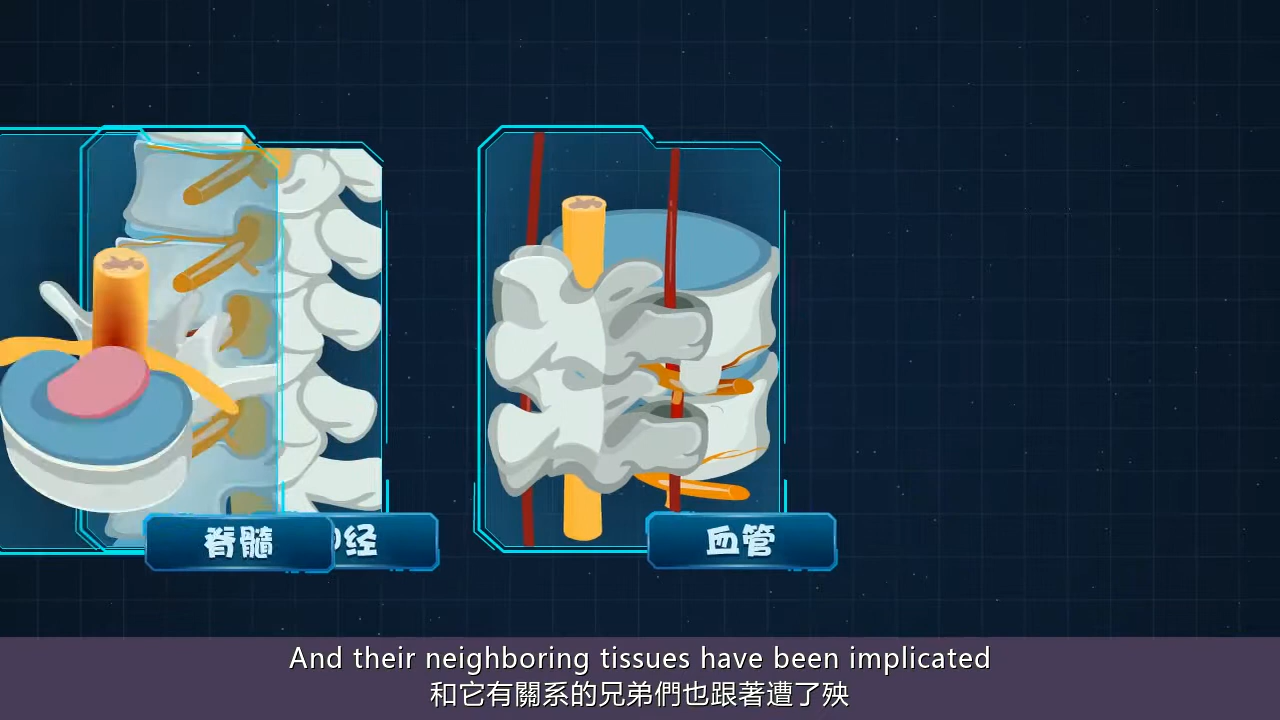 脊髓
经
血管
And their neighboring tissues have been implicated
和它有關系的兄弟們也跟著遭了殃